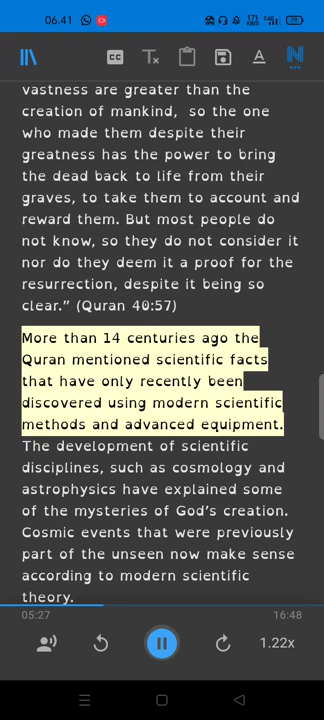 06.41
171 KB/S
CC
vastness are greater than the
creation of mankind,  so the one
who made them despite their
greatness has the power to bring
the dead back to life from their
graves, to take them to account and
reward them. But most people do
not know, so they do not consider it
nor do they deem it a proof for the
resurrection, despite it being so
clear.” (Quran 40:57)
More than 14 centuries ago the
Quran mentioned scientific facts
that have only recently been
discovered using modern scientific
methods and advanced equipment.
The development of scientific
disciplines, such as cosmology and
astrophysics have explained some
of the mysteries of God’s creation.
Cosmic events that were previously
part of the unseen now make sense
according to modern scientific
theory.
05:27
16:48
1.22x